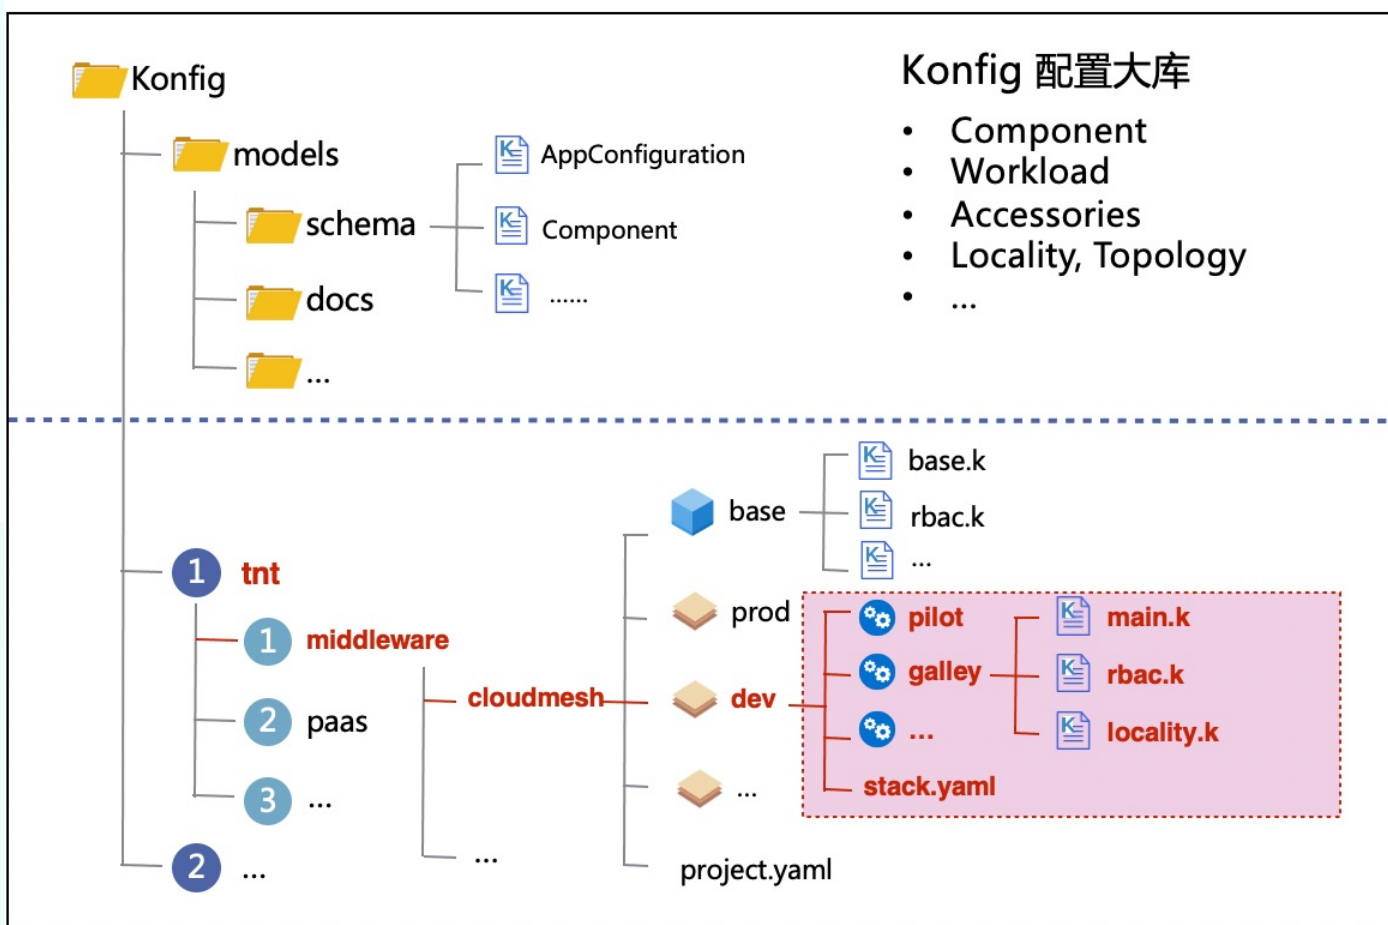 Konfig
Konfig 配置大库
models
• Component
• Workload
• Accessories
• Locality, Topology
• ...
schema
AppConfiguration
Component
......
docs
...
base
base.k
rbac.k
...
1 tnt
1 middleware
2 paas
3 ...
2 ...
cloudmesh
...
prod
dev
...
project.yaml
pilot
galley
...
stack.yaml
main.k
rbac.k
locality.k